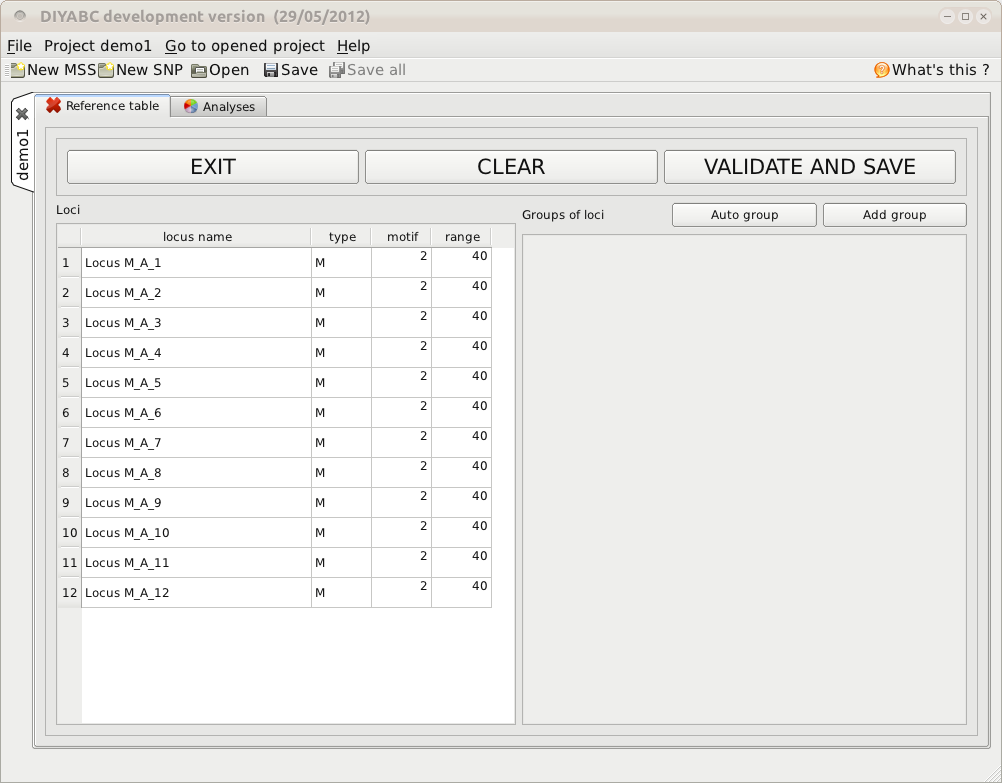 DIYABC development version (29/05/2012)
File Project demo1 Go to opened project Help
New MSS New SNP Open Save Save all What's this ?
demo1
Reference table Analyses
EXIT CLEAR VALIDATE AND SAVE
Loci
Groups of loci Auto group Add group
locus name type motif range
1 Locus M_A_1 M 2 40
2 Locus M_A_2 M 2 40
3 Locus M_A_3 M 2 40
4 Locus M_A_4 M 2 40
5 Locus M_A_5 M 2 40
6 Locus M_A_6 M 2 40
7 Locus M_A_7 M 2 40
8 Locus M_A_8 M 2 40
9 Locus M_A_9 M 2 40
10 Locus M_A_10 M 2 40
11 Locus M_A_11 M 2 40
12 Locus M_A_12 M 2 40